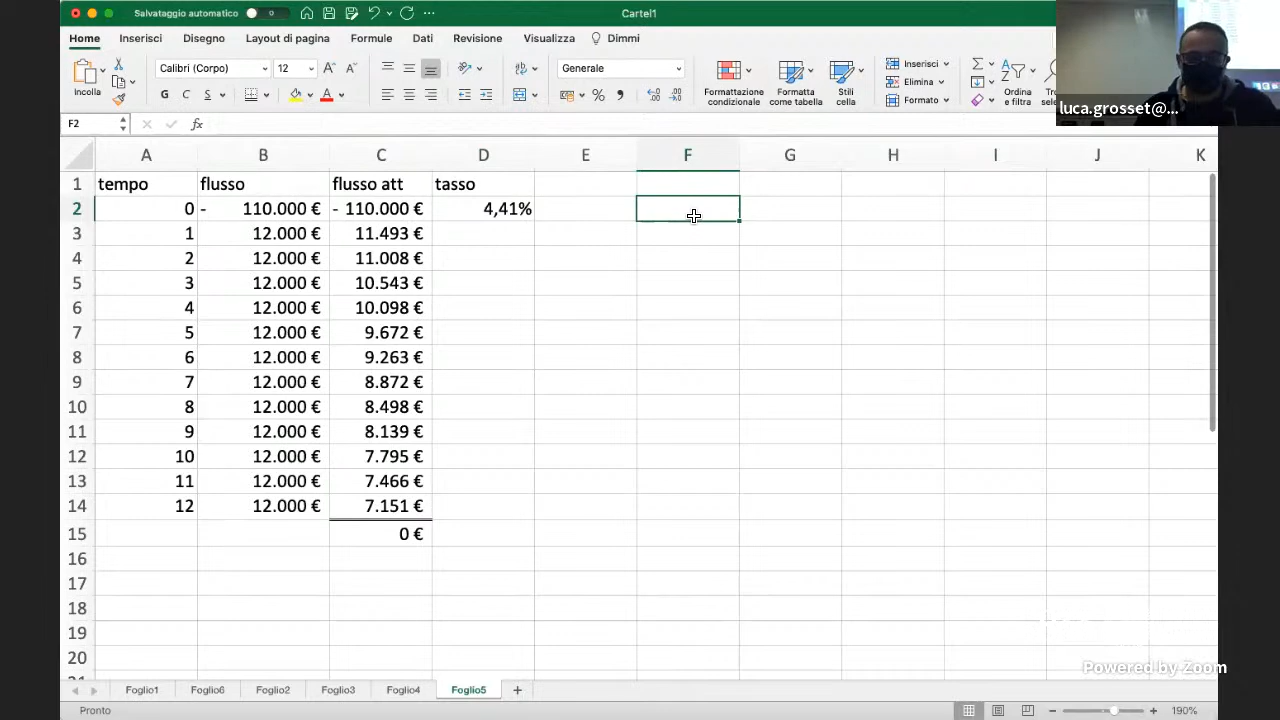 Salvataggio automatico 0 ... Cartel1
Home Inserisci Disegno Layout di pagina Formule Dati Revisione Visualizza Dimmi
Incolla
Calibri (Corpo) 12 A A
G C S A
Generale
% ,
Formattazione condizionale
Formatta come tabella
Stili cella
Inserisci
Elimina
Formato
Ordina e filtra
luca.grosset@...
F2 fx
A B C D E F G H I J K
1 tempo flusso flusso att tasso
2 0 - 110.000 € - 110.000 € 4,41%
3 1 12.000 € 11.493 €
4 2 12.000 € 11.008 €
5 3 12.000 € 10.543 €
6 4 12.000 € 10.098 €
7 5 12.000 € 9.672 €
8 6 12.000 € 9.263 €
9 7 12.000 € 8.872 €
10 8 12.000 € 8.498 €
11 9 12.000 € 8.139 €
12 10 12.000 € 7.795 €
13 11 12.000 € 7.466 €
14 12 12.000 € 7.151 €
15 0 €
16
17
18
19
20
Powered by Zoom
Foglio1 Foglio6 Foglio2 Foglio3 Foglio4 Foglio5 +
Pronto 190%